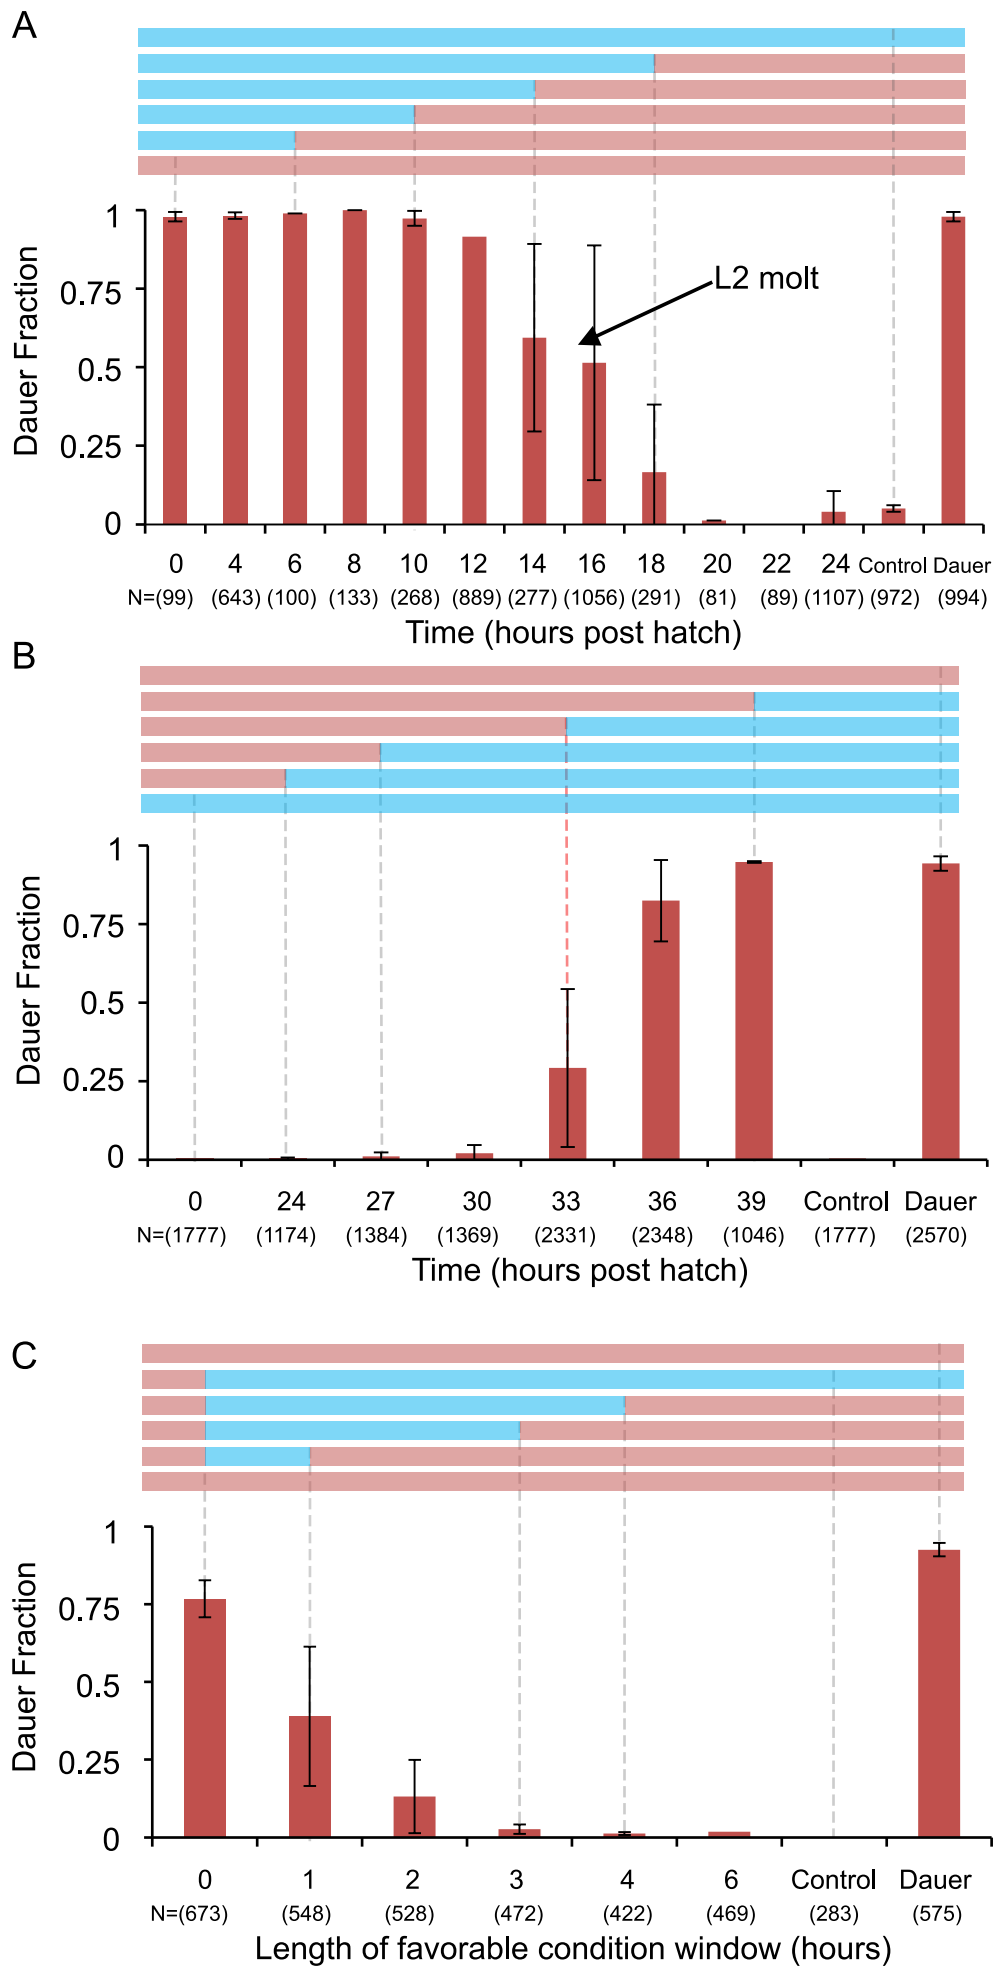 A
1
0.75
0.5
0.25
0
Dauer Fraction
L2 molt
0 4 6 8 10 12 14 16 18 20 22 24 Control Dauer
N=(99) (643) (100) (133) (268) (889) (277) (1056) (291) (81) (89) (1107) (972) (994)
Time (hours post hatch)
B
1
0.75
0.5
0.25
0
Dauer Fraction
0 24 27 30 33 36 39 Control Dauer
N=(1777) (1174) (1384) (1369) (2331) (2348) (1046) (1777) (2570)
Time (hours post hatch)
C
1
0.75
0.5
0.25
0
Dauer Fraction
0 1 2 3 4 6 Control Dauer
N=(673) (548) (528) (472) (422) (469) (283) (575)
Length of favorable condition window (hours)